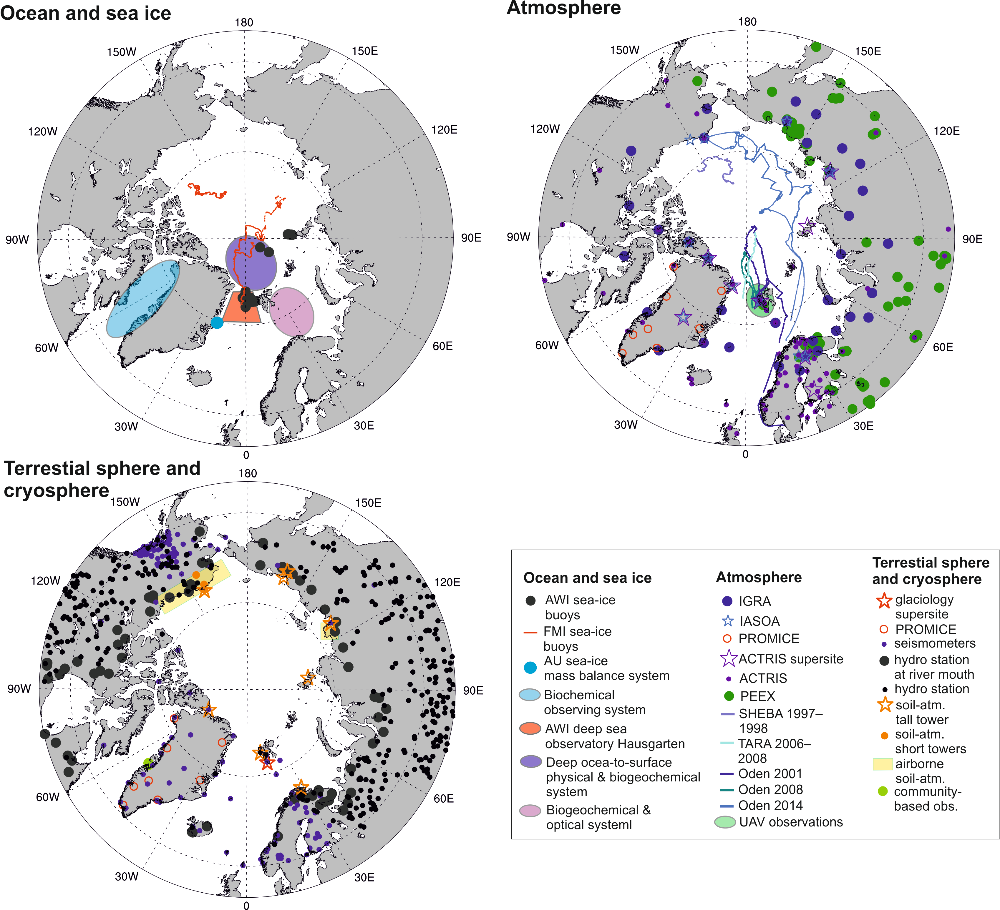 Ocean and sea ice
180
150W
150E
120W
120E
90W
90E
60W
60E
30W
30E
0
Atmosphere
180
150W
150E
120W
120E
90W
90E
60W
60E
30W
30E
0
Terrestial sphere and
cryosphere
180
150W
150E
120W
120E
90W
90E
60W
60E
30W
30E
0
Ocean and sea ice
AWI sea-ice
buoys
FMI sea-ice
buoys
AU sea-ice
mass balance system
Biochemical
observing system
AWI deep sea
observatory Hausgarten
Deep ocea-to-surface
physical & biogeochemical
system
Biogeochemical &
optical systeml
Atmosphere
IGRA
IASOA
PROMICE
ACTRIS supersite
ACTRIS
PEEX
SHEBA 1997–
1998
TARA 2006–
2008
Oden 2001
Oden 2008
Oden 2014
UAV observations
Terrestial sphere
and cryosphere
glaciology
supersite
PROMICE
seismometers
hydro station
at river mouth
hydro station
soil-atm.
tall tower
soil-atm.
short towers
airborne
soil-atm.
community-
based obs.